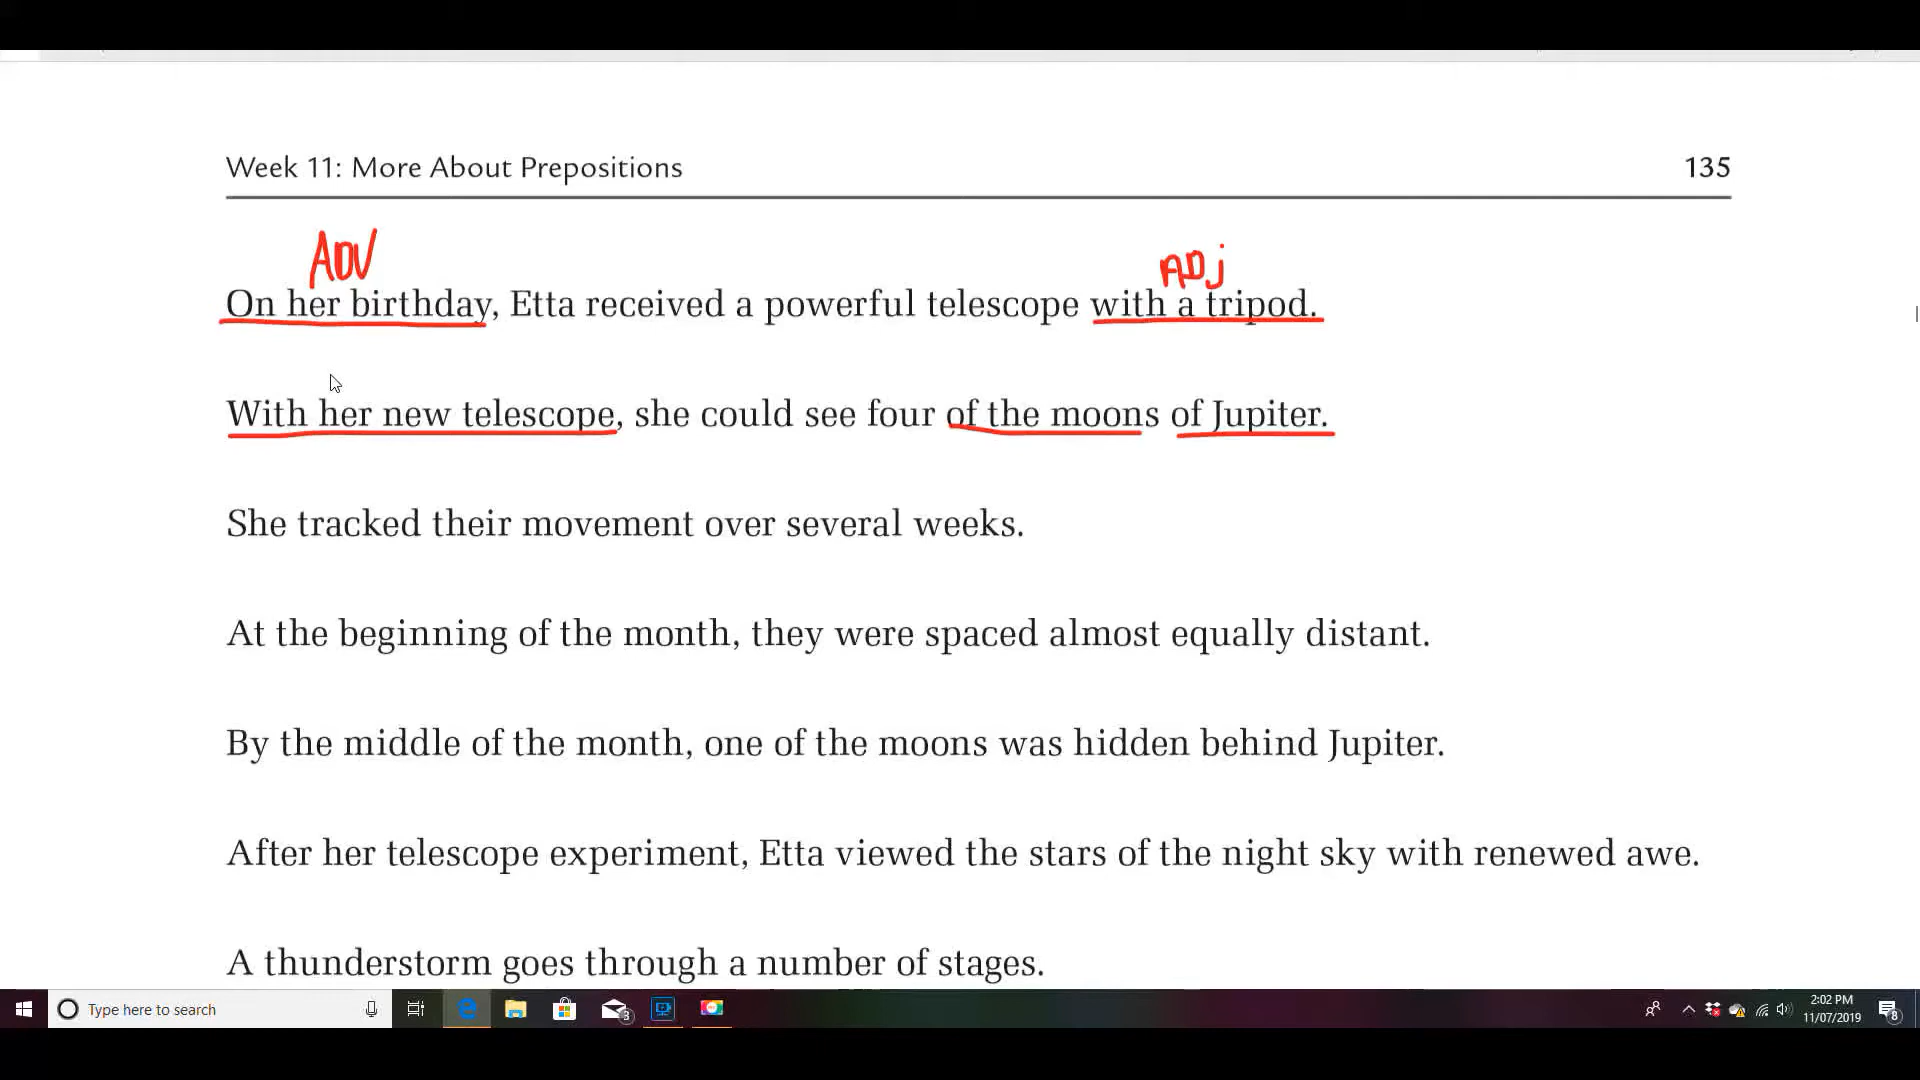 Week 11: More About Prepositions 135
ADV ADj
On her birthday, Etta received a powerful telescope with a tripod.
With her new telescope, she could see four of the moons of Jupiter.
She tracked their movement over several weeks.
At the beginning of the month, they were spaced almost equally distant.
By the middle of the month, one of the moons was hidden behind Jupiter.
After her telescope experiment, Etta viewed the stars of the night sky with renewed awe.
A thunderstorm goes through a number of stages.
Type here to search
3
2:02 PM
11/07/2019
8